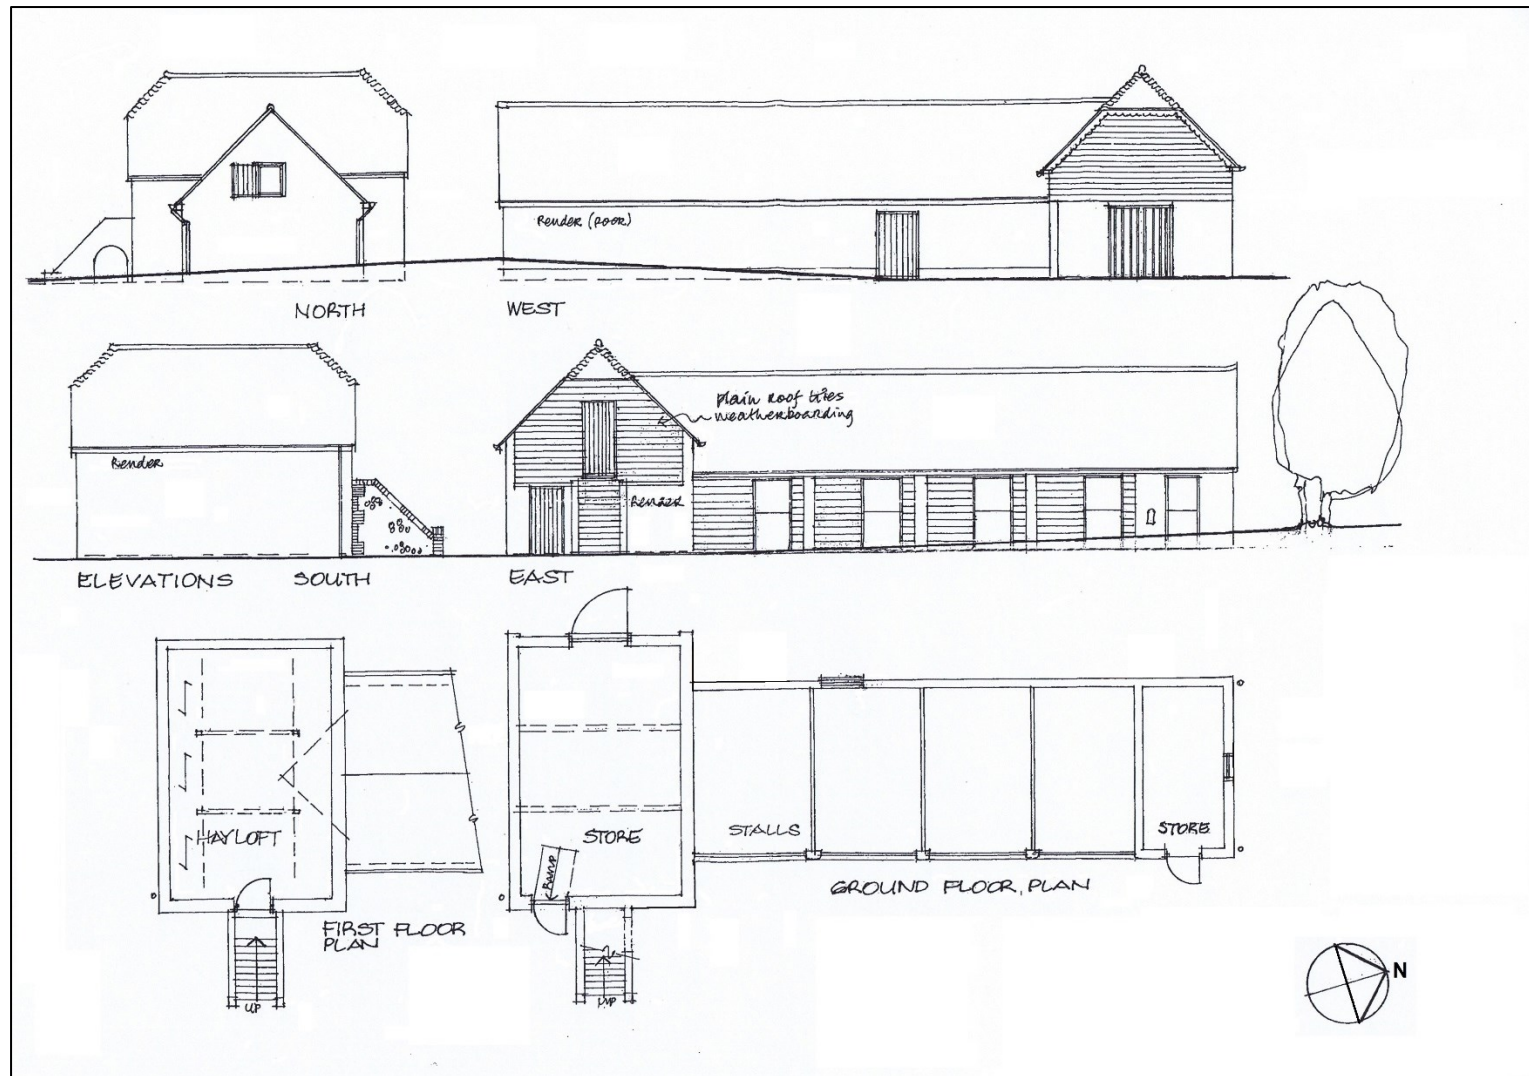 Render (poor)
NORTH
WEST
Plain roof tiles
weatherboarding
Render
Render
ELEVATIONS
SOUTH
EAST
HAYLOFT
UP
FIRST FLOOR
PLAN
STORE
RAMP
UP
STALLS
STORE
GROUND FLOOR PLAN
N